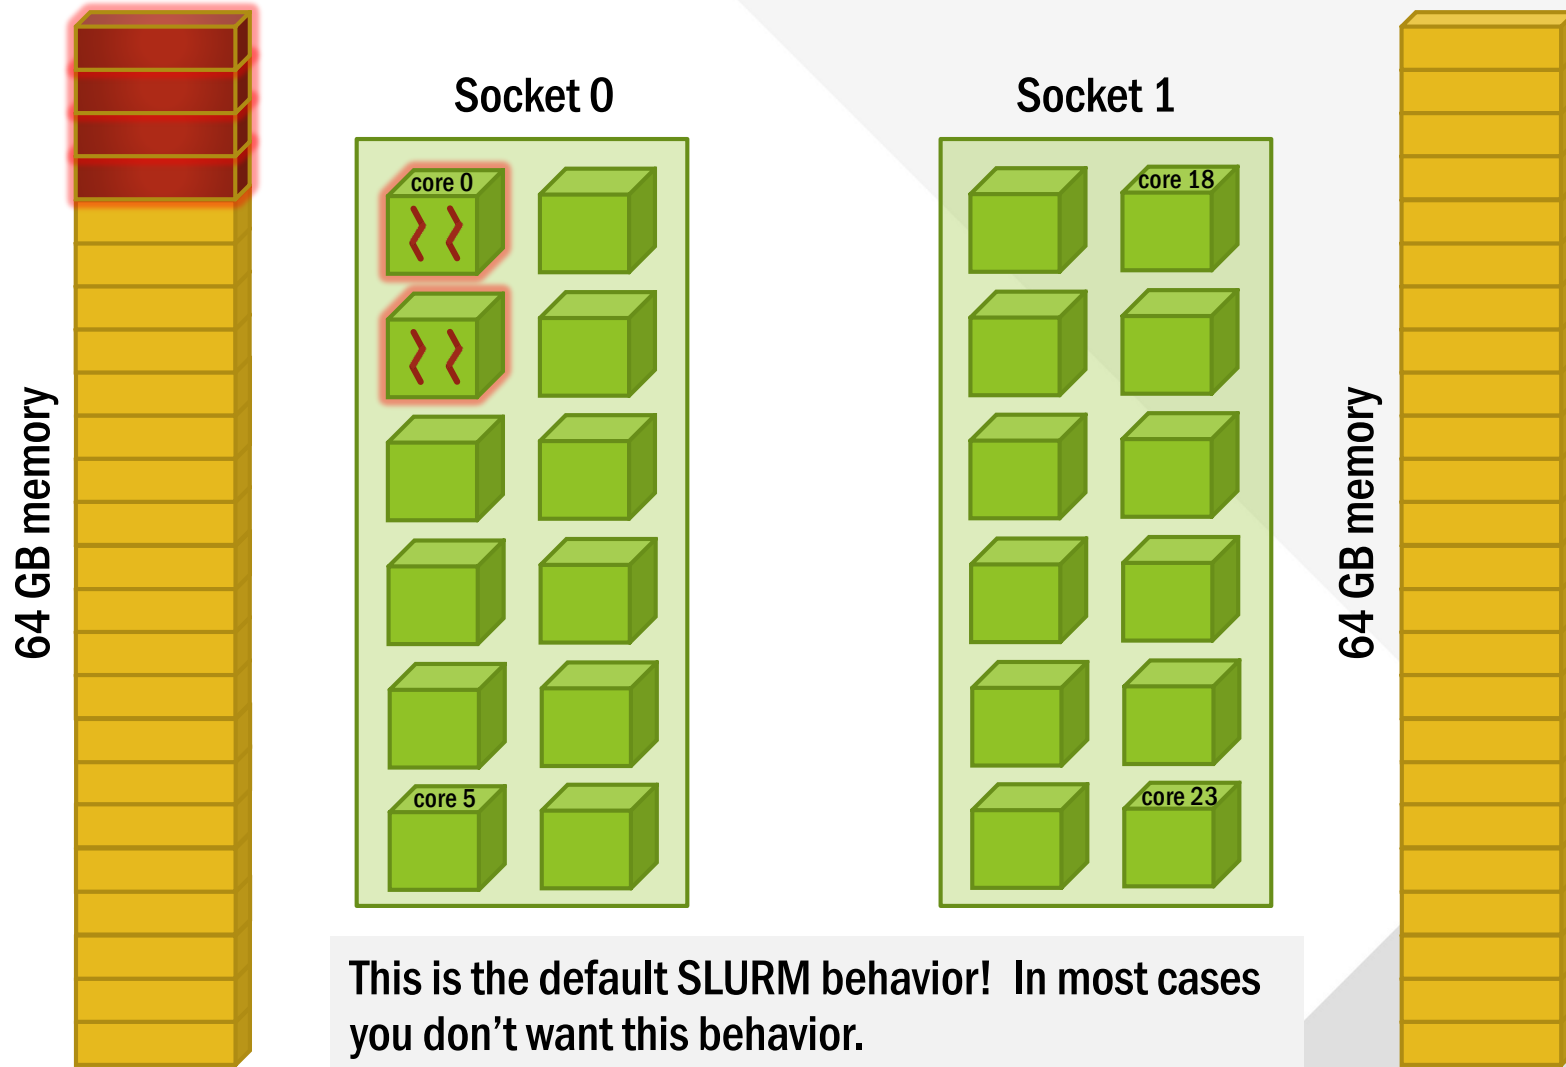 Socket 0
Socket 1
core 0
core 18
64 GB memory
64 GB memory
core 5
core 23
This is the default SLURM behavior!  In most cases
you don't want this behavior.